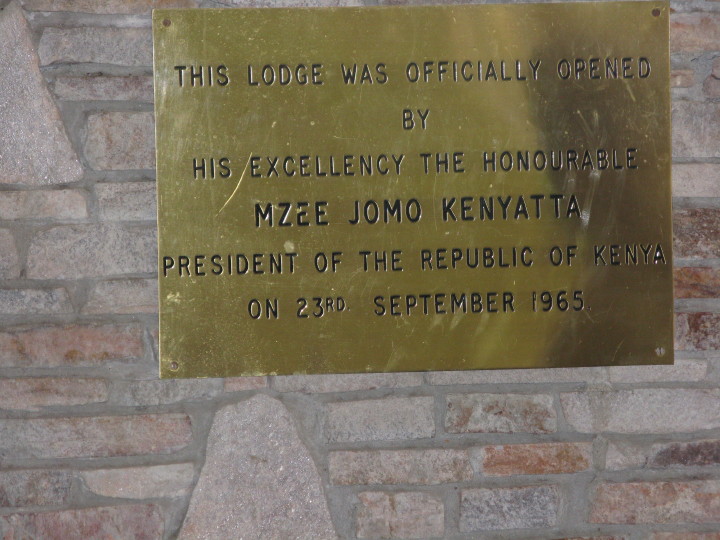 THIS LODGE WAS OFFICIALLY OPENED
BY
HIS EXCELLENCY THE HONOURABLE
MZEE JOMO KENYATTA
PRESIDENT OF THE REPUBLIC OF KENYA
ON 23RD. SEPTEMBER 1965.